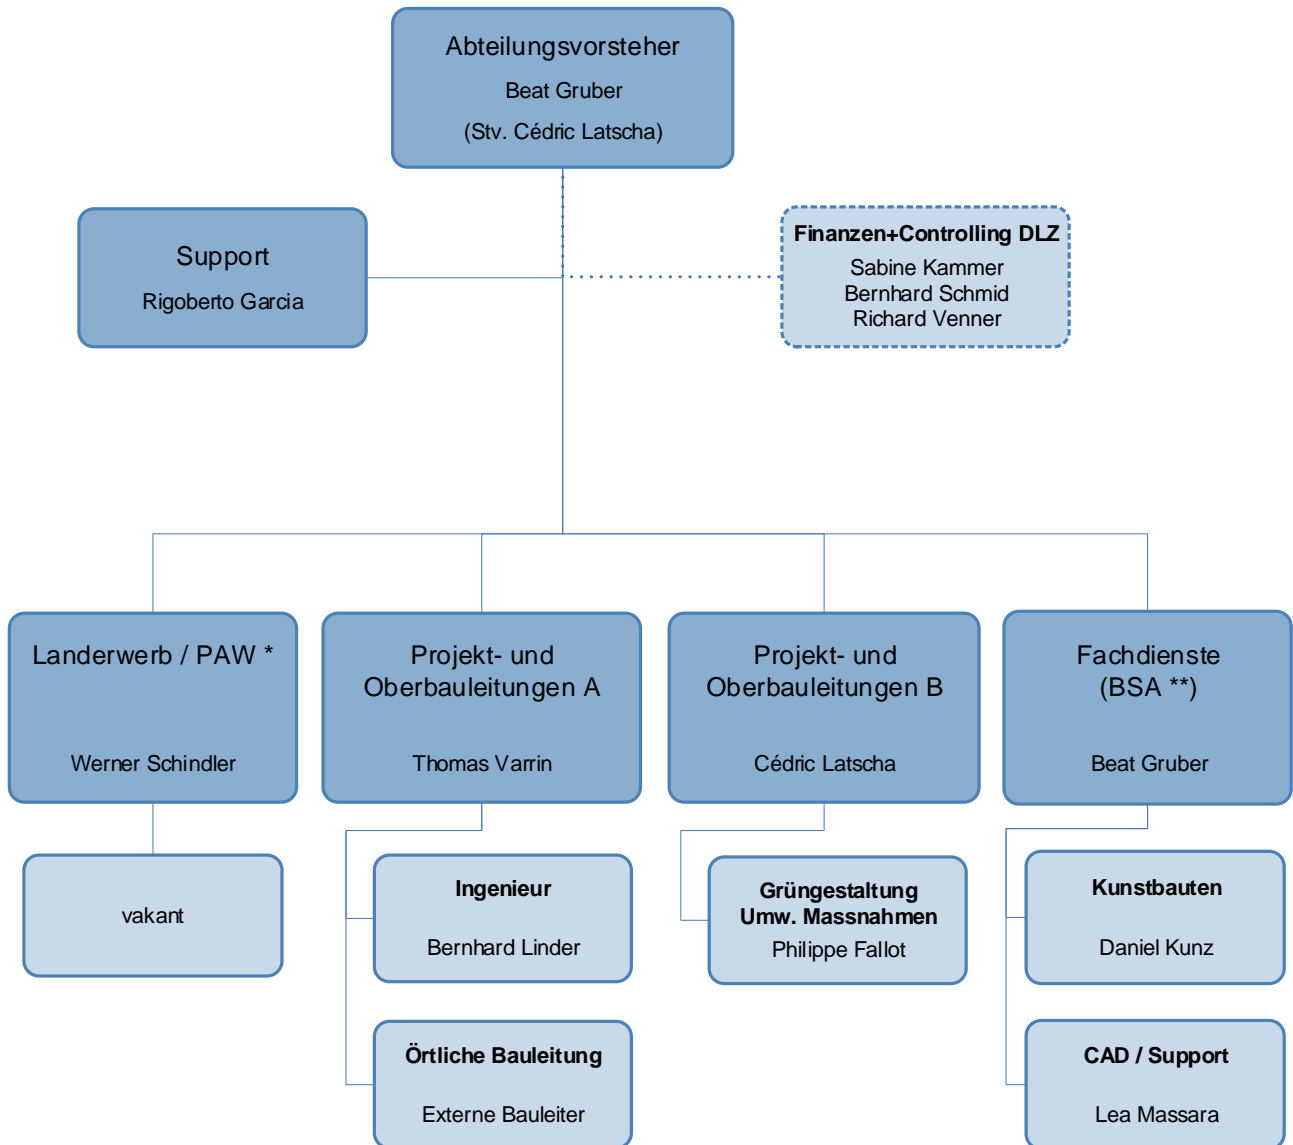 Abteilungsvorsteher
Beat Gruber
(Stv. Cédric Latscha)
Support
Rigoberto Garcia
Finanzen+Controlling DLZ
Sabine Kammer
Bernhard Schmid
Richard Venner
Landerwerb / PAW *
Werner Schindler
vakant
Projekt- und
Oberbauleitungen A
Thomas Varrin
Ingenieur
Bernhard Linder
Örtliche Bauleitung
Externe Bauleiter
Projekt- und
Oberbauleitungen B
Cédric Latscha
Grüngestaltung
Umw. Massnahmen
Philippe Fallot
Fachdienste
(BSA **)
Beat Gruber
Kunstbauten
Daniel Kunz
CAD / Support
Lea Massara